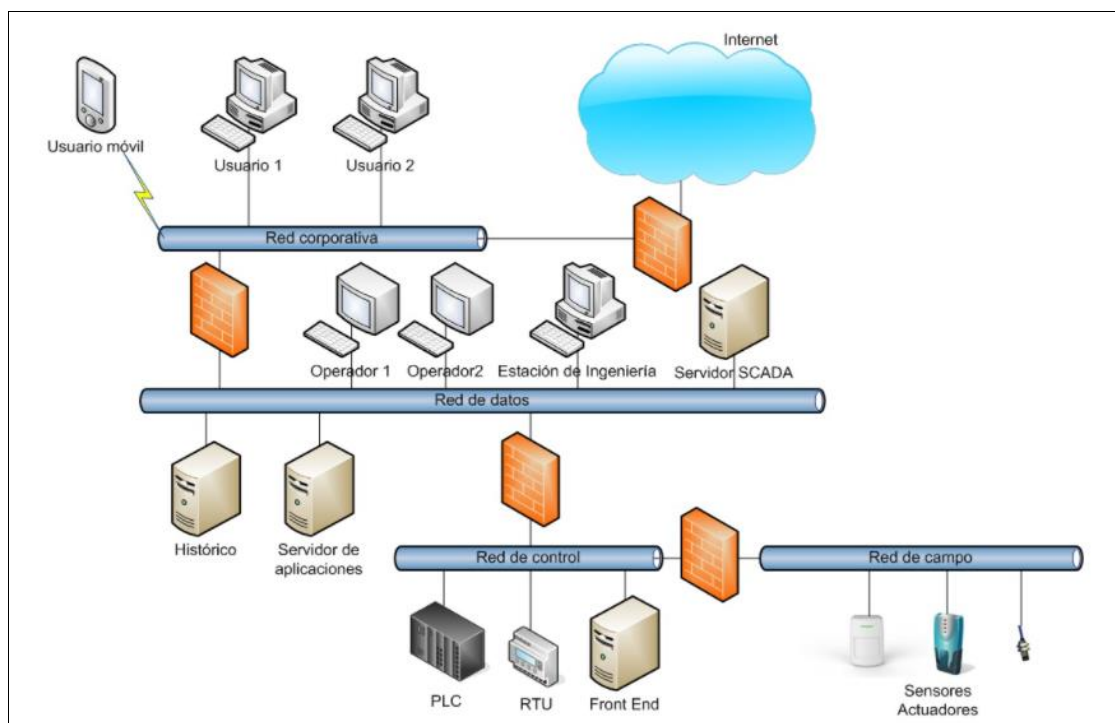 Internet
Usuario móvil
Usuario 1
Usuario 2
Red corporativa
Operador 1
Operador2
Estación de Ingeniería
Servidor SCADA
Red de datos
Histórico
Servidor de
aplicaciones
Red de control
Red de campo
PLC
RTU
Front End
Sensores
Actuadores